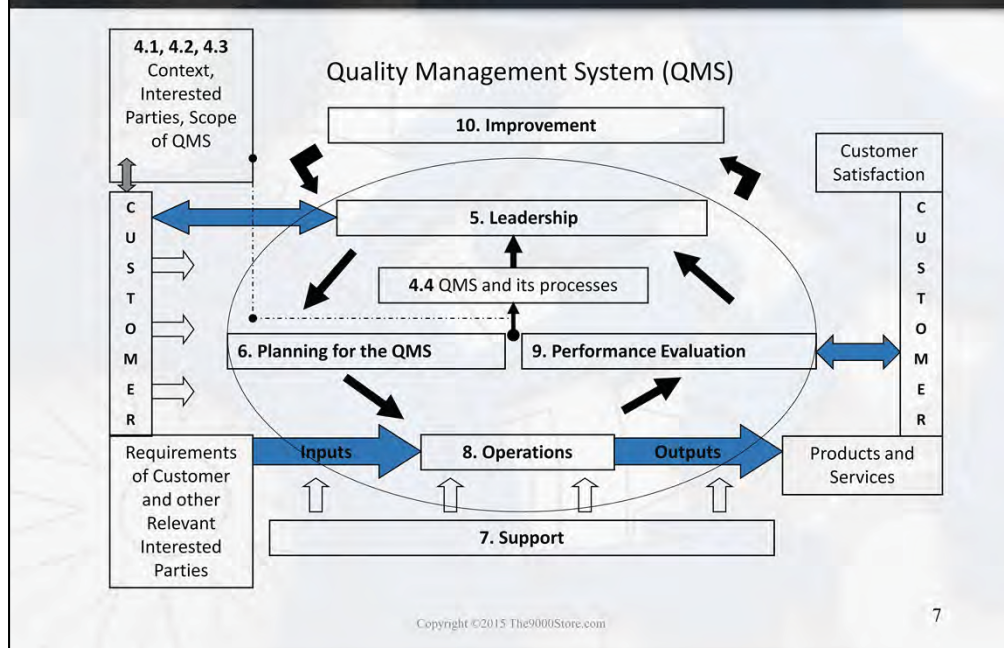 4.1, 4.2, 4.3
Context,
Interested
Parties, Scope
of QMS
Quality Management System (QMS)
10. Improvement
Customer
Satisfaction
C
U
S
T
O
M
E
R
5. Leadership
4.4 QMS and its processes
6. Planning for the QMS
9. Performance Evaluation
C
U
S
T
O
M
E
R
Requirements
of Customer
and other
Relevant
Interested
Parties
Inputs
8. Operations
Outputs
Products and
Services
7. Support
Copyright ©2015 The9000Store.com
7